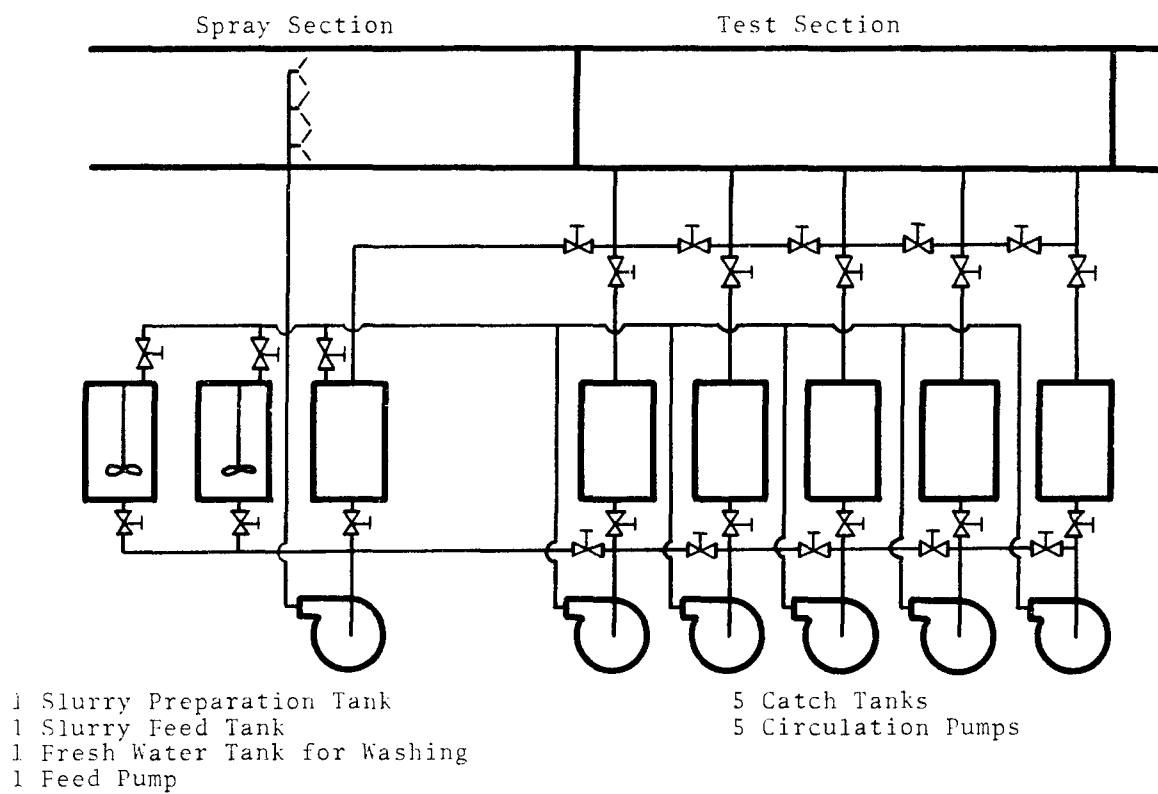 Spray Section
Test Section
1 Slurry Preparation Tank
1 Slurry Feed Tank
1 Fresh Water Tank for Washing
1 Feed Pump
5 Catch Tanks
5 Circulation Pumps